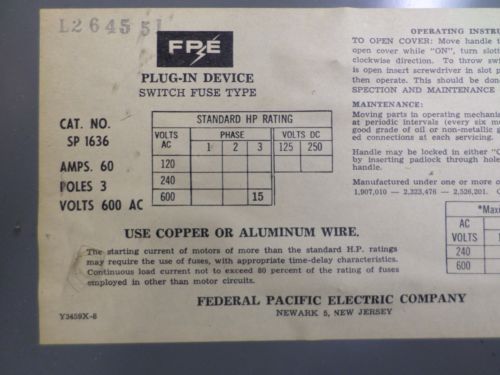 L264551
FPE
PLUG-IN DEVICE
SWITCH FUSE TYPE
CAT. NO.
SP 1636
AMPS. 60
POLES 3
VOLTS 600 AC
STANDARD HP RATING
VOLTS AC PHASE VOLTS DC
1 2 3 125 250
120
240
600 15
USE COPPER OR ALUMINUM WIRE.
The starting current of motors of more than the standard H.P. ratings
may require the use of fuses, with appropriate time-delay characteristics.
Continuous load current not to exceed 80 percent of the rating of fuses
employed in other than motor circuits.
FEDERAL PACIFIC ELECTRIC COMPANY
NEWARK 5, NEW JERSEY
Y3459X-8
OPERATING INSTRU
TO OPEN COVER: Move handle t
open cover while "ON", turn slott
clockwise direction. To throw swi
is open insert screwdriver in slot p
then operate. This should be don
SPECTION AND MAINTENANCE
MAINTENANCE:
Moving parts in operating mechanis
at periodic intervals (every six mo
good grade of oil or non-metallic g
ed connections at each servicing.
Handle may be locked in either "O
by inserting padlock through hole
handle.
Manufactured under one or more o
1,907,010 — 2,323,476 — 2,526,201.
*Maxi
AC
VOLTS
240
600